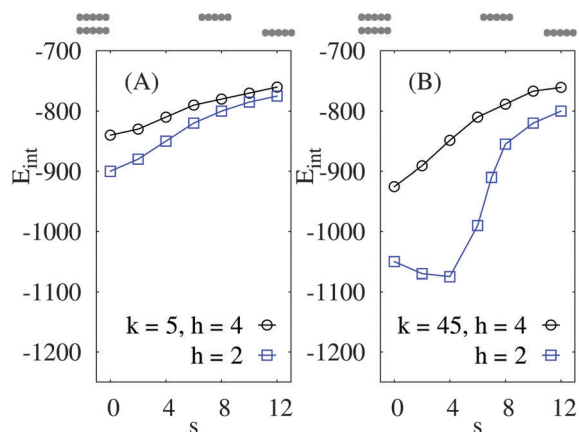 -700
-800
-900
-1000
-1100
-1200
E_int
(A)
k = 5, h = 4
h = 2
0 4 8 12
s
-700
-800
-900
-1000
-1100
-1200
E_int
(B)
k = 45, h = 4
h = 2
0 4 8 12
s